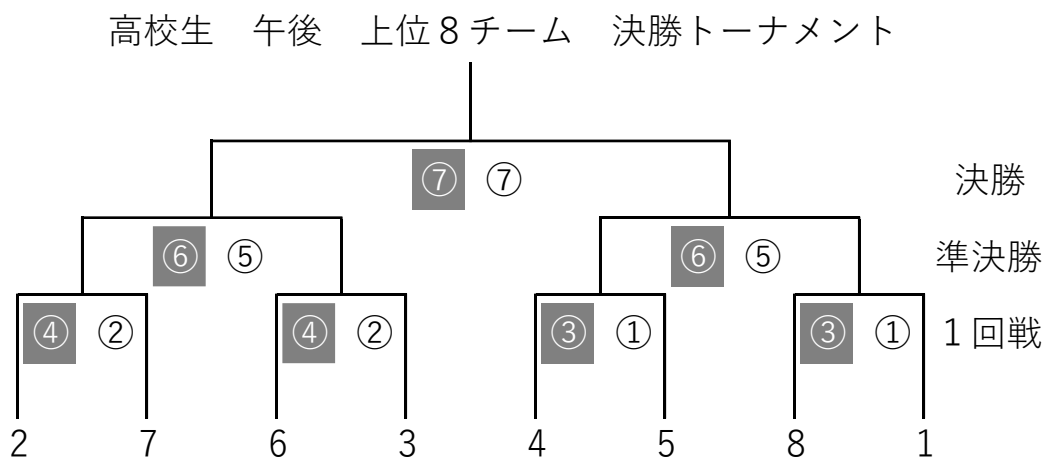 高校生　午後　上位８チーム　決勝トーナメント
⑦ ⑦ 決勝
⑥ ⑤ ⑥ ⑤ 準決勝
④ ② ④ ② ③ ① ③ ① １回戦
2 7 6 3 4 5 8 1